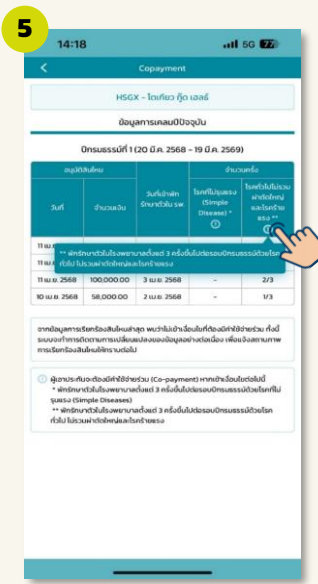 5
14:18
5G 77
Copayment
HSGX - โตเกียว กู๊ด เฮลธ์
ข้อมูลการเคลมปีปัจจุบัน
ปีกรมธรรม์ที่ 1 (20 มี.ค. 2568 - 19 มี.ค. 2569)
อนุมัติสินไหม
จำนวนครั้ง
วันที่
จำนวนเงิน
วันที่เข้าพักรักษาตัวใน รพ.
โรคที่ไม่รุนแรง (Simple Disease) *
โรคทั่วไปไม่รวมผ่าตัดใหญ่และโรคร้ายแรง **
11 เม.ย.
** พักรักษาตัวในโรงพยาบาลตั้งแต่ 3 ครั้งขึ้นไปต่อรอบปีกรมธรรม์ด้วยโรค
ทั่วไป ไม่รวมผ่าตัดใหญ่และโรคร้ายแรง
11 เม.ย. 2568 100,000.00 3 เม.ย. 2568 - 2/3
10 เม.ย. 2568 58,000.00 2 เม.ย. 2568 - 1/3
จากข้อมูลการเรียกร้องสินไหมล่าสุด พบว่าไม่เข้าเงื่อนไขที่ต้องมีค่าใช้จ่ายร่วม ทั้งนี้
ระบบจะทำการติดตามการเปลี่ยนแปลงของข้อมูลอย่างต่อเนื่อง เพื่อแจ้งสถานภาพ
การเรียกร้องสินไหมให้ทราบต่อไป
ผู้เอาประกันจะต้องมีค่าใช้จ่ายร่วม (Co-payment) หากเข้าเงื่อนไขต่อไปนี้
* พักรักษาตัวในโรงพยาบาลตั้งแต่ 3 ครั้งขึ้นไปต่อรอบปีกรมธรรม์ด้วยโรคที่ไม่
รุนแรง (Simple Diseases)
** พักรักษาตัวในโรงพยาบาลตั้งแต่ 3 ครั้งขึ้นไปต่อรอบปีกรมธรรม์ด้วยโรค
ทั่วไป ไม่รวมผ่าตัดใหญ่และโรคร้ายแรง